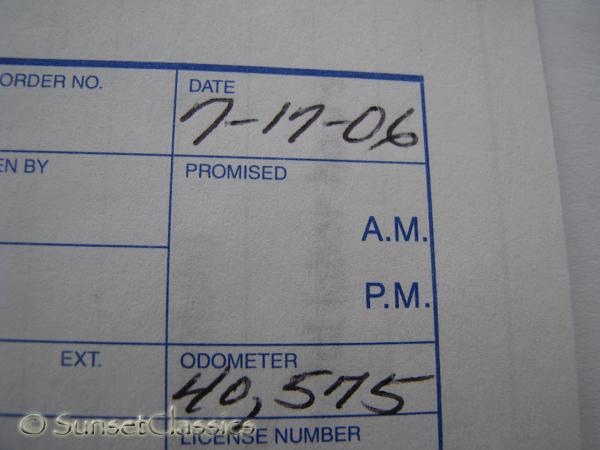 ORDER NO. DATE
7-17-06
EN BY PROMISED
A.M.
P.M.
EXT. ODOMETER
40,575
© SunsetClassics
LICENSE NUMBER